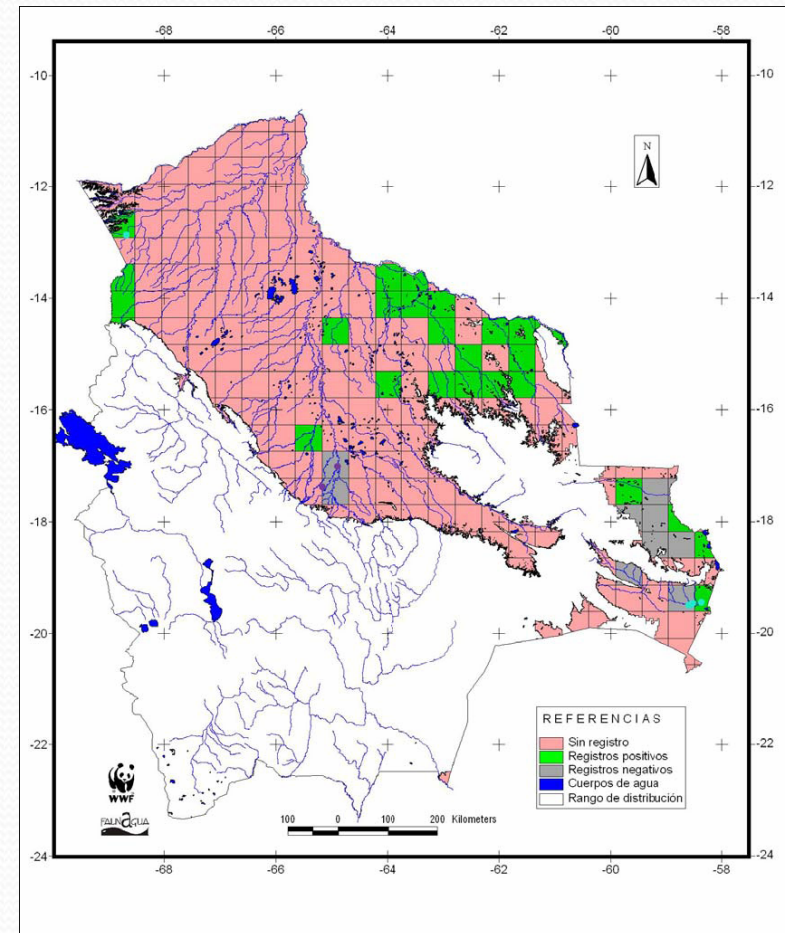 -68 -66 -64 -62 -60 -58
-10 -10
N
-12 -12
-14 -14
-16 -16
-18 -18
-20 -20
REFERENCIAS
Sin registro
Registros positivos
Registros negativos
Cuerpos de agua
Rango de distribución
-22 -22
WWF
FAUNAGUA
100 0 100 200 Kilometers
-24 -24
-68 -66 -64 -62 -60 -58